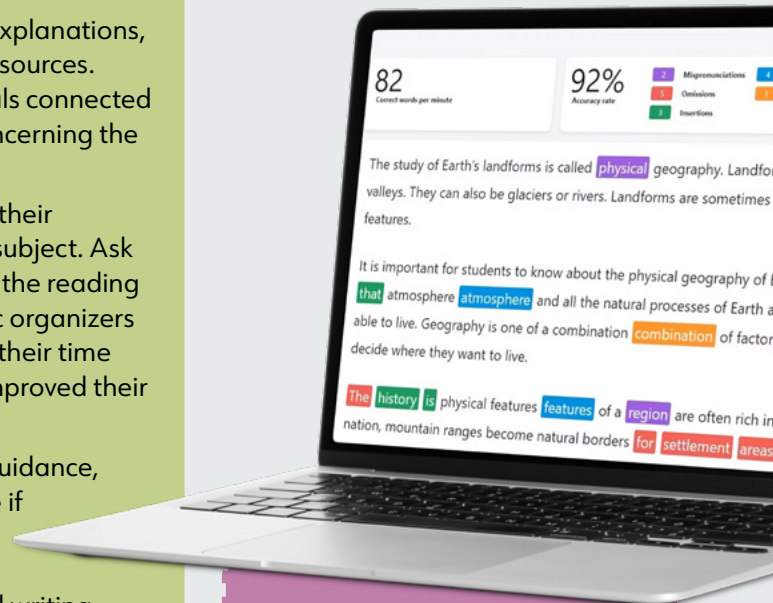 xplanations,
sources.
ls connected
ncerning the
their
subject. Ask
the reading
c organizers
their time
mproved their
uidance,
if
writing
82
Correct words per minute
92%
Accuracy rate
2 Mispronunciations
5 Omissions
3 Insertions
4
1
The study of Earth's landforms is called physical geography. Landfor
valleys. They can also be glaciers or rivers. Landforms are sometimes
features.
It is important for students to know about the physical geography of E
that atmosphere atmosphere and all the natural processes of Earth a
able to live. Geography is one of a combination combination of factor
decide where they want to live.
The history is physical features features of a region are often rich in
nation, mountain ranges become natural borders for settlement areas